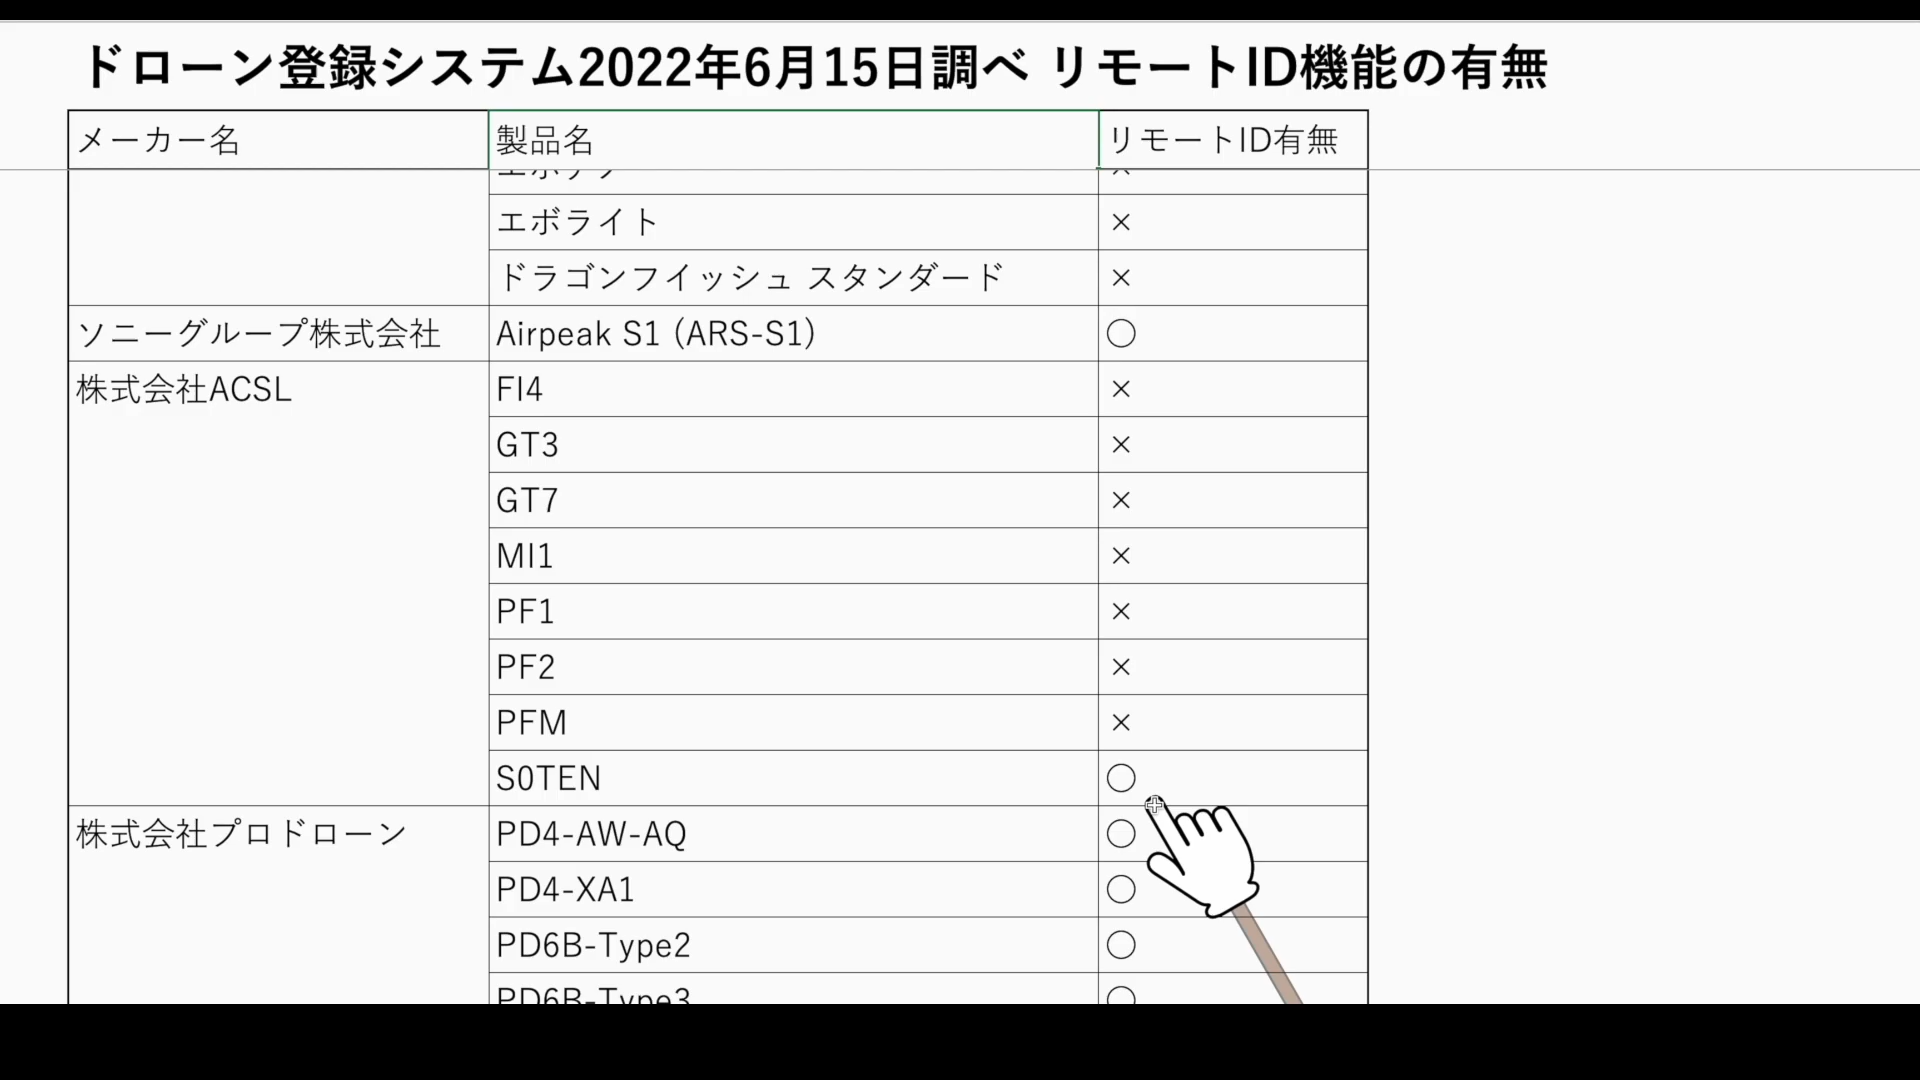 ドローン登録システム2022年6月15日調べ リモートID機能の有無
メーカー名 製品名 リモートID有無
×
エボライト ×
ドラゴンフイッシュ スタンダード ×
ソニーグループ株式会社 Airpeak S1 (ARS-S1) ○
株式会社ACSL FI4 ×
GT3 ×
GT7 ×
MI1 ×
PF1 ×
PF2 ×
PFM ×
S0TEN ○
株式会社プロドローン PD4-AW-AQ ○
PD4-XA1 ○
PD6B-Type2 ○
PD6B-Type3 ○